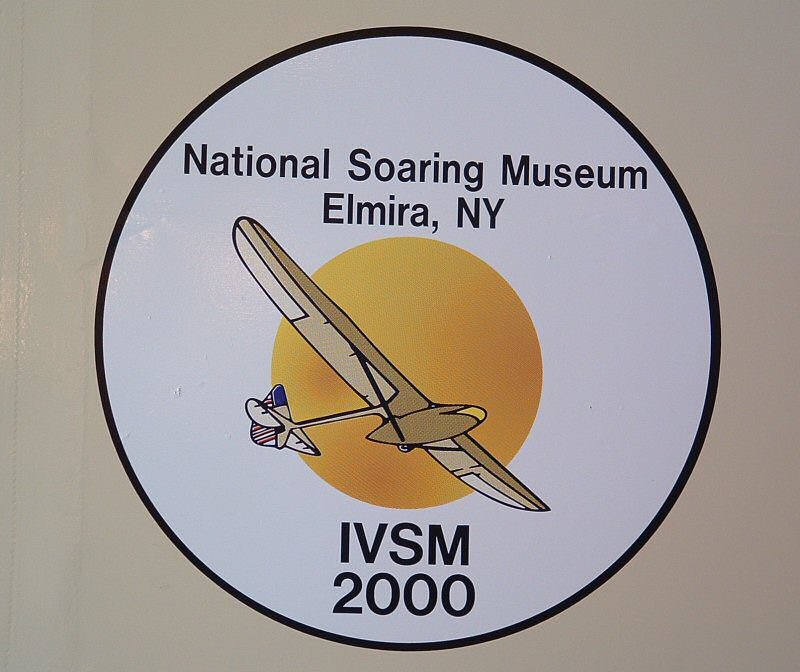 National Soaring Museum
Elmira, NY
IVSM
2000